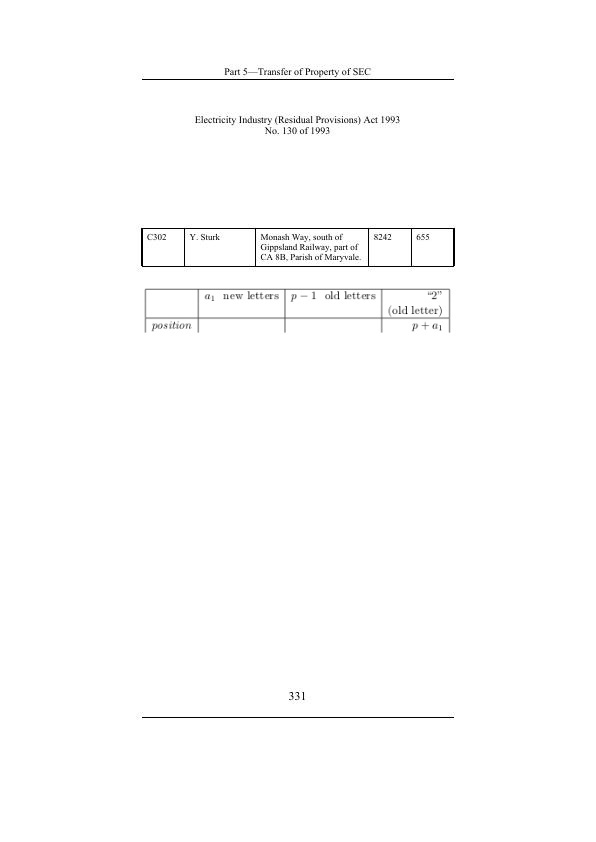 Part 5—Transfer of Property of SEC
Electricity Industry (Residual Provisions) Act 1993
No. 130 of 1993
C302 Y. Sturk Monash Way, south of 8242 655
Gippsland Railway, part of
CA 8B, Parish of Maryvale.
a₁ new letters p − 1 old letters “2”
(old letter)
position p + a₁
331